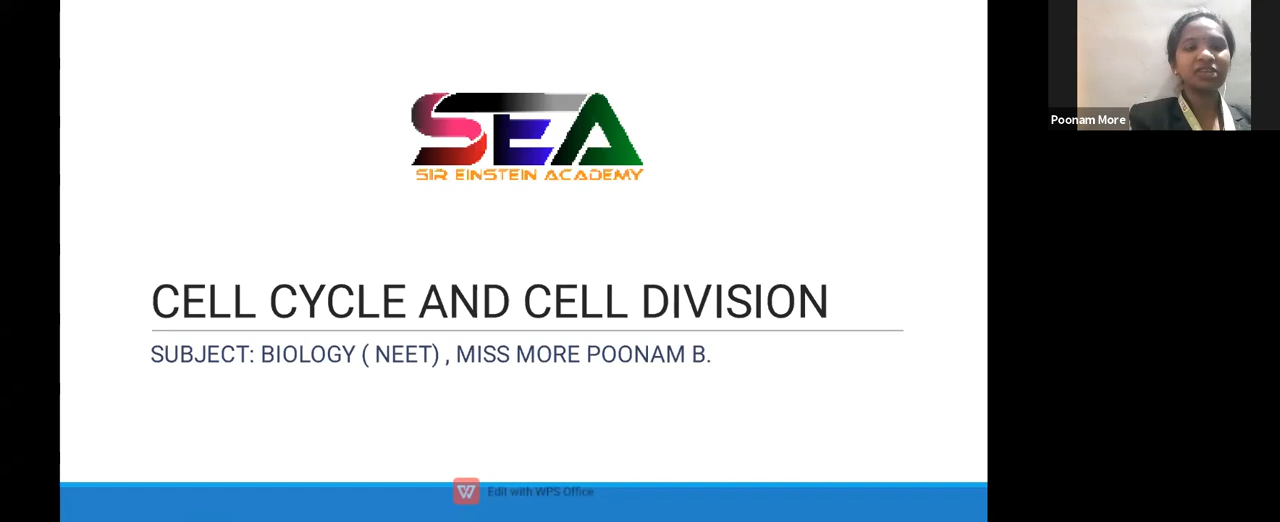 SEA
SIR EINSTEIN ACADEMY
Poonam More
CELL CYCLE AND CELL DIVISION
SUBJECT: BIOLOGY ( NEET) , MISS MORE POONAM B.
Edit with WPS Office